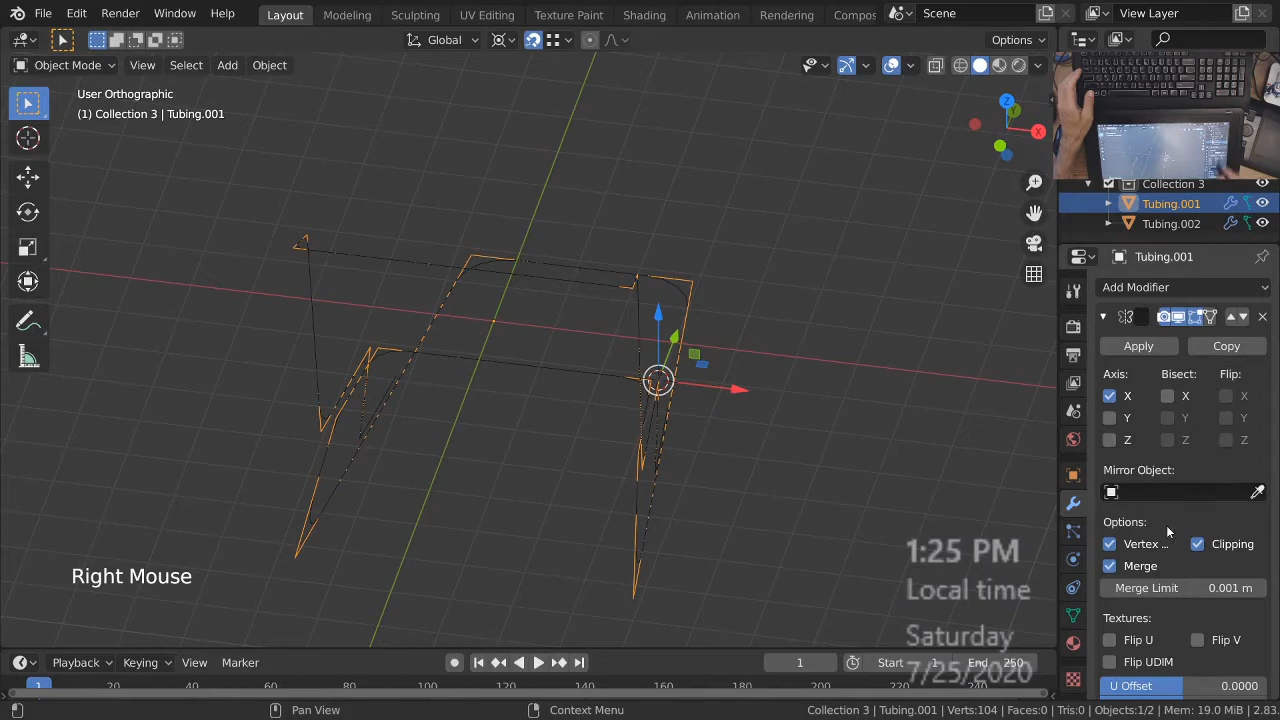 File Edit Render Window Help Layout Modeling Sculpting UV Editing Texture Paint Shading Animation Rendering Compos Scene View Layer
Global Options
Object Mode View Select Add Object
User Orthographic
(1) Collection 3 | Tubing.001
Z
Y
X
Collection 3
Tubing.001
Tubing.002
Tubing.001
Add Modifier
Apply Copy
Axis: Bisect: Flip:
X X X
Y Y Y
Z Z Z
Mirror Object:
Options:
Vertex ... Clipping
Merge
Merge Limit 0.001 m
Textures:
Flip U Flip V
Flip UDIM
U Offset 0.0000
Right Mouse
1:25 PM
Local time
Saturday
7/25/2020
Playback Keying View Marker 1 Start 1 End 250
1 20 80 100 120 140 160
Pan View Context Menu Collection 3 | Tubing.001 | Verts:104 | Faces:0 | Tris:0 | Objects:1/2 | Mem: 19.0 MiB | 2.83.